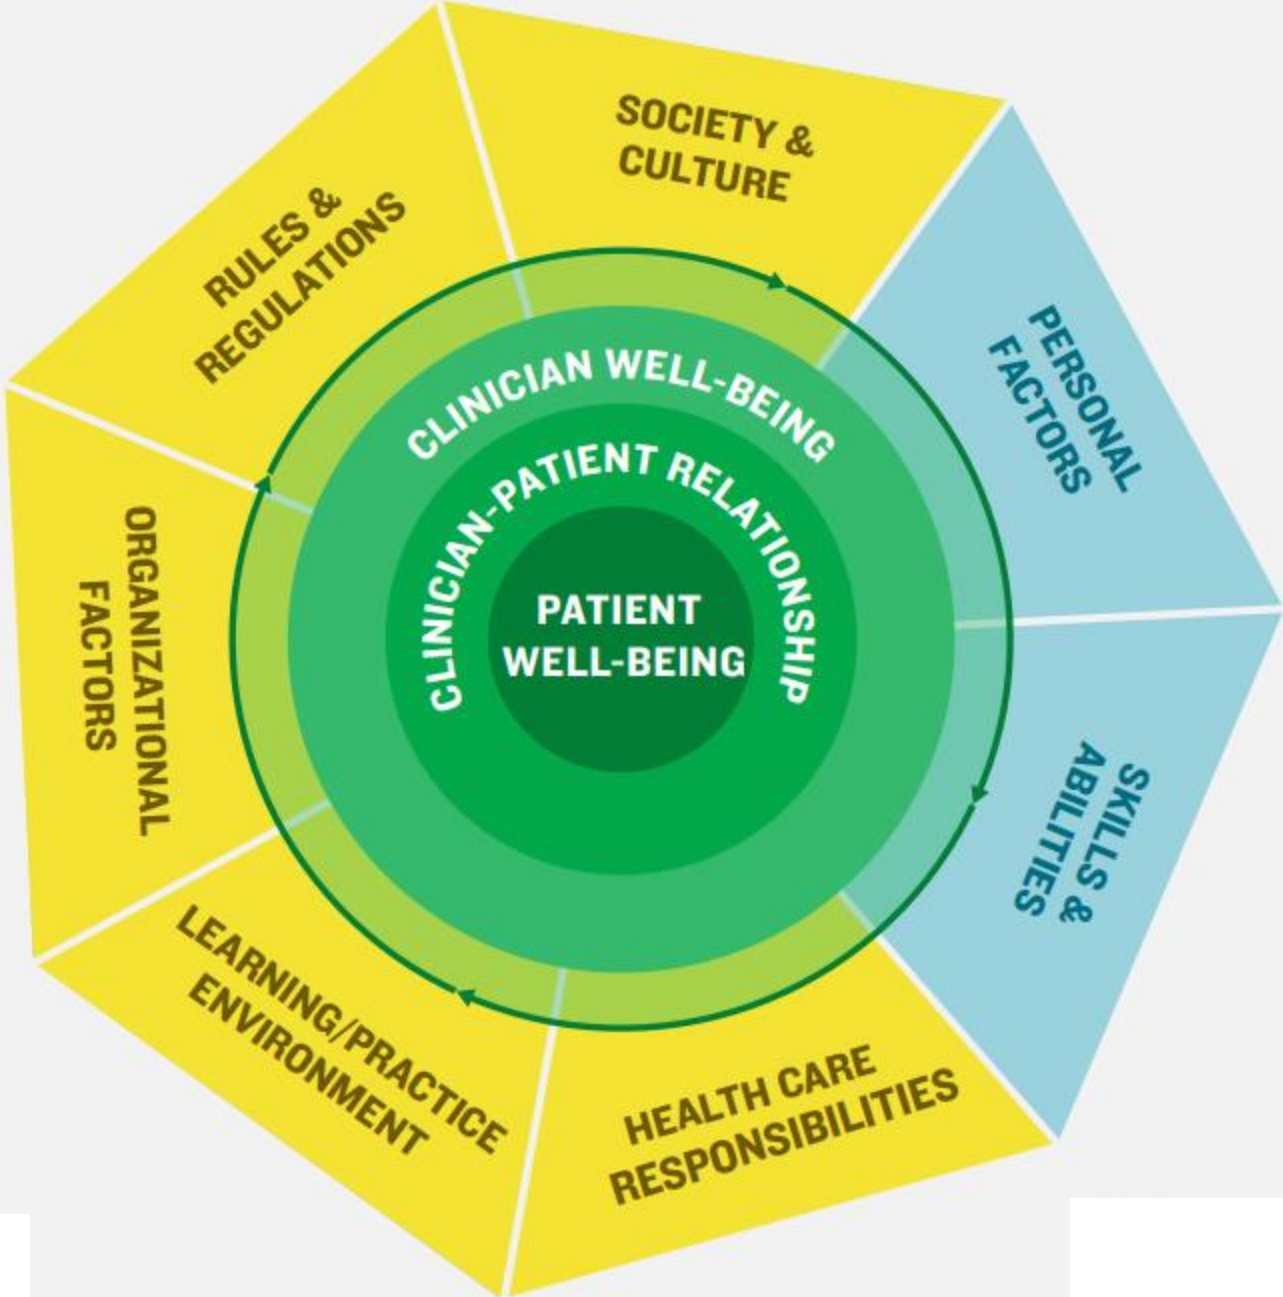 SOCIETY &
CULTURE
RULES &
REGULATIONS
PERSONAL
FACTORS
CLINICIAN WELL-BEING
CLINICIAN-PATIENT RELATIONSHIP
PATIENT
WELL-BEING
ORGANIZATIONAL
FACTORS
SKILLS &
ABILITIES
LEARNING/PRACTICE
ENVIRONMENT
HEALTH CARE
RESPONSIBILITIES